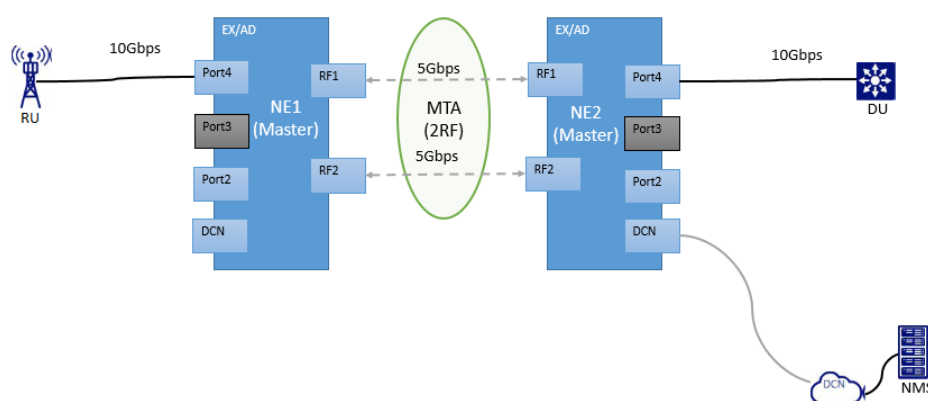 EX/AD
EX/AD
10Gbps
5Gbps
10Gbps
Port4
RF1
RF1
Port4
RU
NE1
(Master)
MTA
(2RF)
NE2
(Master)
DU
Port3
Port3
5Gbps
Port2
RF2
RF2
Port2
DCN
DCN
DCN
NMS